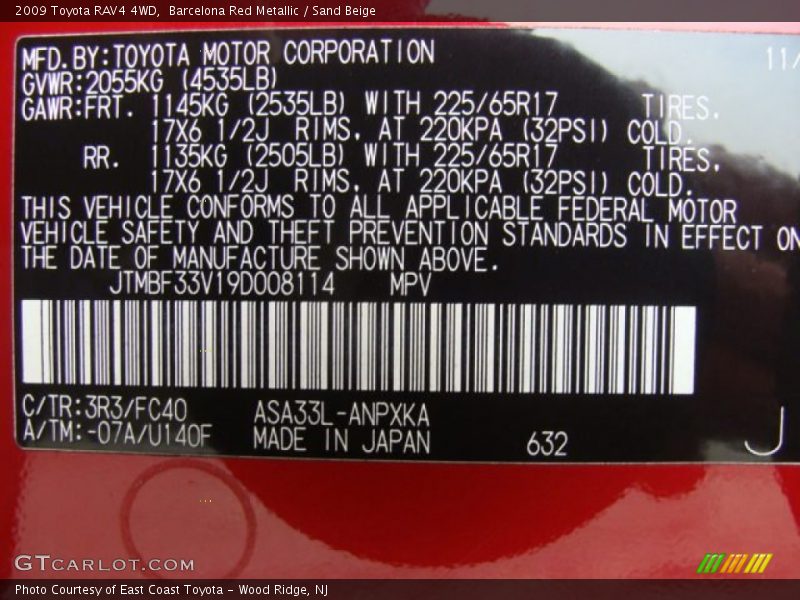 2009 Toyota RAV4 4WD,  Barcelona Red Metallic / Sand Beige
MFD.BY:TOYOTA MOTOR CORPORATION 11/
GVWR:2055KG (4535LB)
GAWR:FRT. 1145KG (2535LB) WITH 225/65R17 TIRES.
17X6 1/2J RIMS. AT 220KPA (32PSI) COLD.
RR. 1135KG (2505LB) WITH 225/65R17 TIRES.
17X6 1/2J RIMS. AT 220KPA (32PSI) COLD.
THIS VEHICLE CONFORMS TO ALL APPLICABLE FEDERAL MOTOR
VEHICLE SAFETY AND THEFT PREVENTION STANDARDS IN EFFECT ON
THE DATE OF MANUFACTURE SHOWN ABOVE.
JTMBF33V19D008114 MPV
C/TR:3R3/FC40 ASA33L-ANPXKA
A/TM:-07A/U140F MADE IN JAPAN 632 J
GTCARLOT.COM
Photo Courtesy of East Coast Toyota - Wood Ridge, NJ